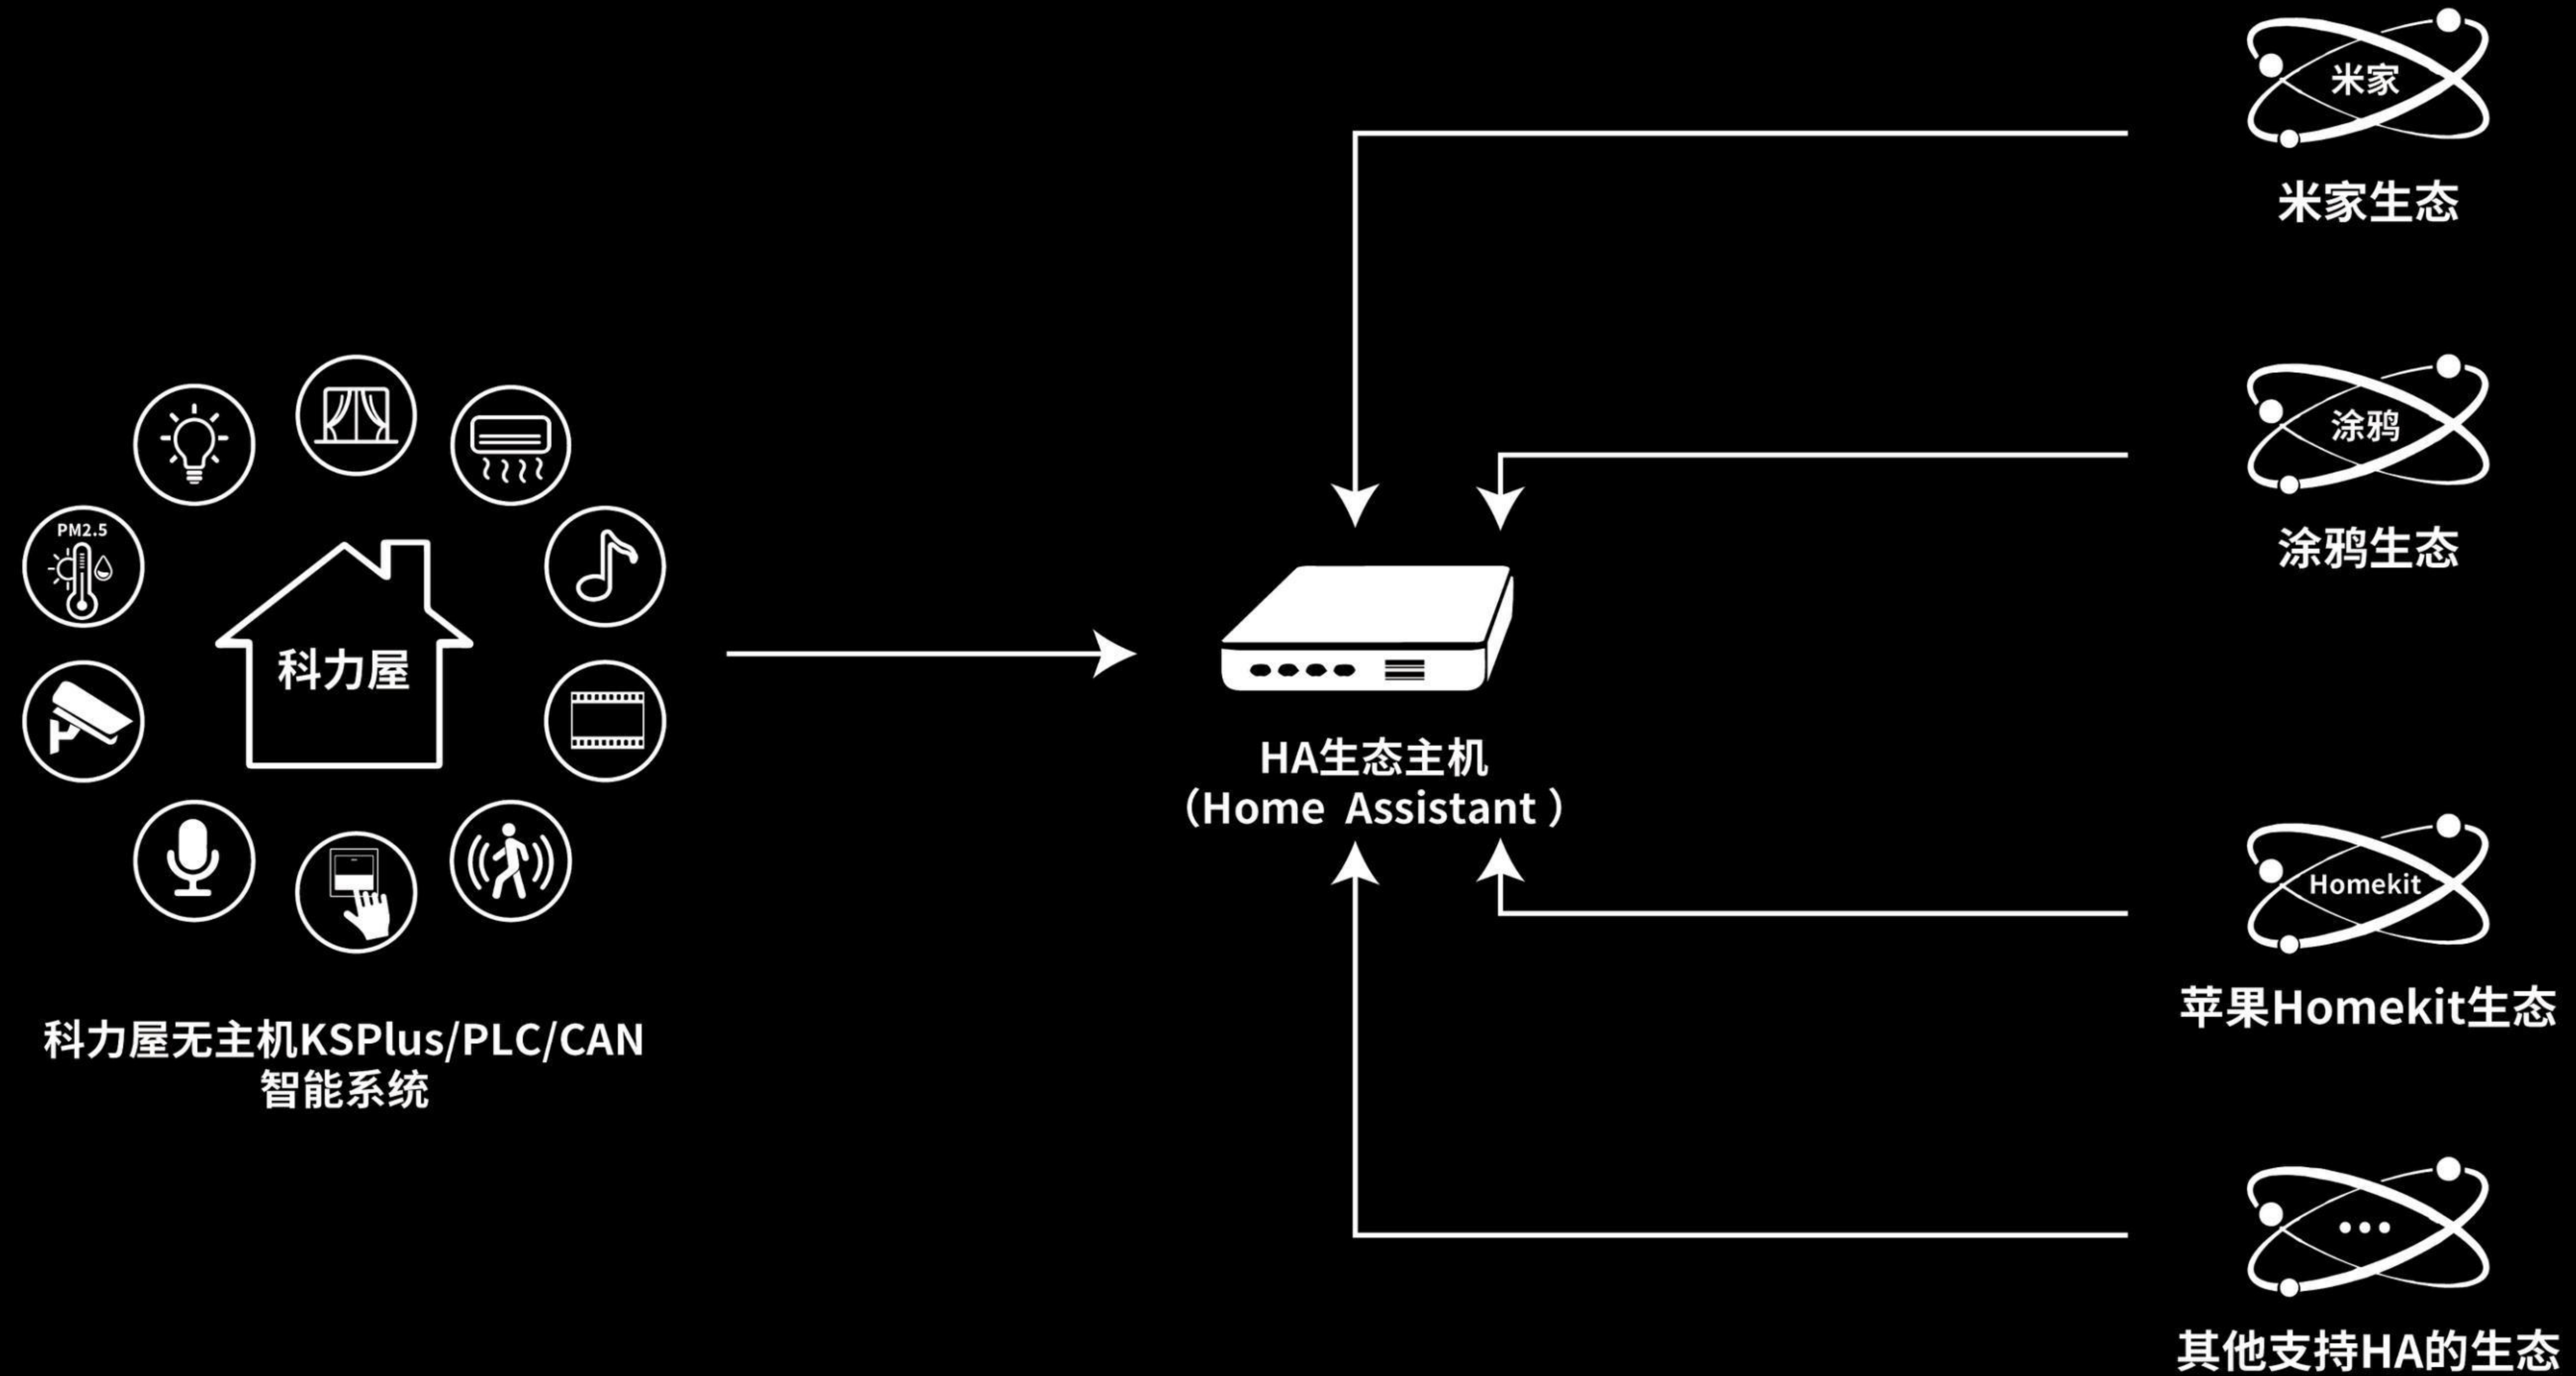 米家
米家生态
涂鸦
涂鸦生态
PM2.5
科力屋
HA生态主机
（Home Assistant ）
Homekit
苹果Homekit生态
科力屋无主机KSPlus/PLC/CAN
智能系统
•••
其他支持HA的生态